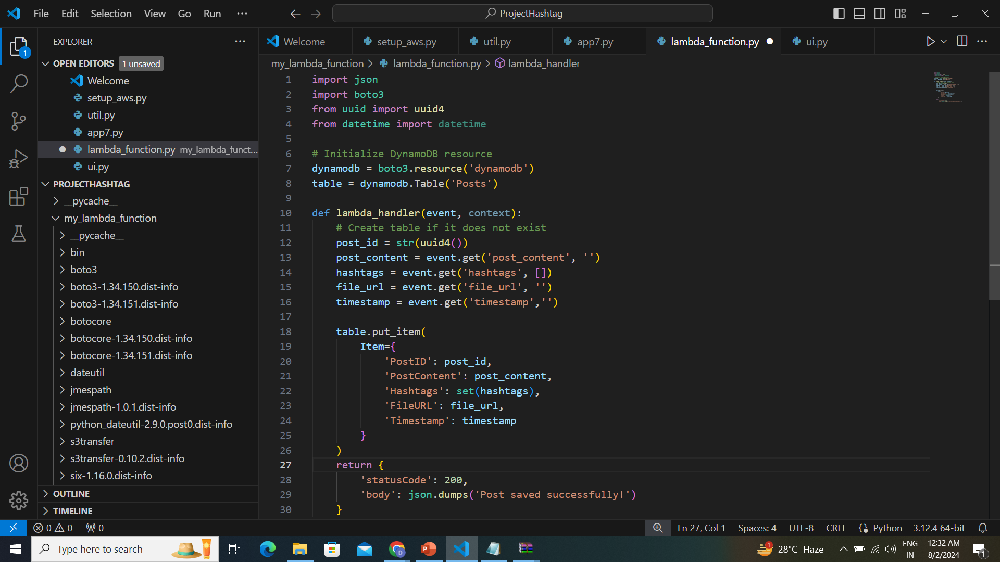 File Edit Selection View Go Run ··· ProjectHashtag
EXPLORER ···
OPEN EDITORS 1 unsaved
Welcome
setup_aws.py
util.py
app7.py
lambda_function.py my_lambda_funct...
ui.py
PROJECTHASHTAG
__pycache__
my_lambda_function
__pycache__
bin
boto3
boto3-1.34.150.dist-info
boto3-1.34.151.dist-info
botocore
botocore-1.34.150.dist-info
botocore-1.34.151.dist-info
dateutil
jmespath
jmespath-1.0.1.dist-info
python_dateutil-2.9.0.post0.dist-info
s3transfer
s3transfer-0.10.2.dist-info
six-1.16.0.dist-info
OUTLINE
TIMELINE
Welcome setup_aws.py util.py app7.py lambda_function.py ui.py ···
my_lambda_function > lambda_function.py > lambda_handler
1 import json
2 import boto3
3 from uuid import uuid4
4 from datetime import datetime
5
6 # Initialize DynamoDB resource
7 dynamodb = boto3.resource('dynamodb')
8 table = dynamodb.Table('Posts')
9
10 def lambda_handler(event, context):
11 # Create table if it does not exist
12 post_id = str(uuid4())
13 post_content = event.get('post_content', '')
14 hashtags = event.get('hashtags', [])
15 file_url = event.get('file_url', '')
16 timestamp = event.get('timestamp','')
17
18 table.put_item(
19 Item={
20 'PostID': post_id,
21 'PostContent': post_content,
22 'Hashtags': set(hashtags),
23 'FileURL': file_url,
24 'Timestamp': timestamp
25 }
26 )
27 return {
28 'statusCode': 200,
29 'body': json.dumps('Post saved successfully!')
30 }
1
0 0 0 Ln 27, Col 1 Spaces: 4 UTF-8 CRLF Python 3.12.4 64-bit
Type here to search
1 28°C Haze ENG IN 12:32 AM 8/2/2024 1